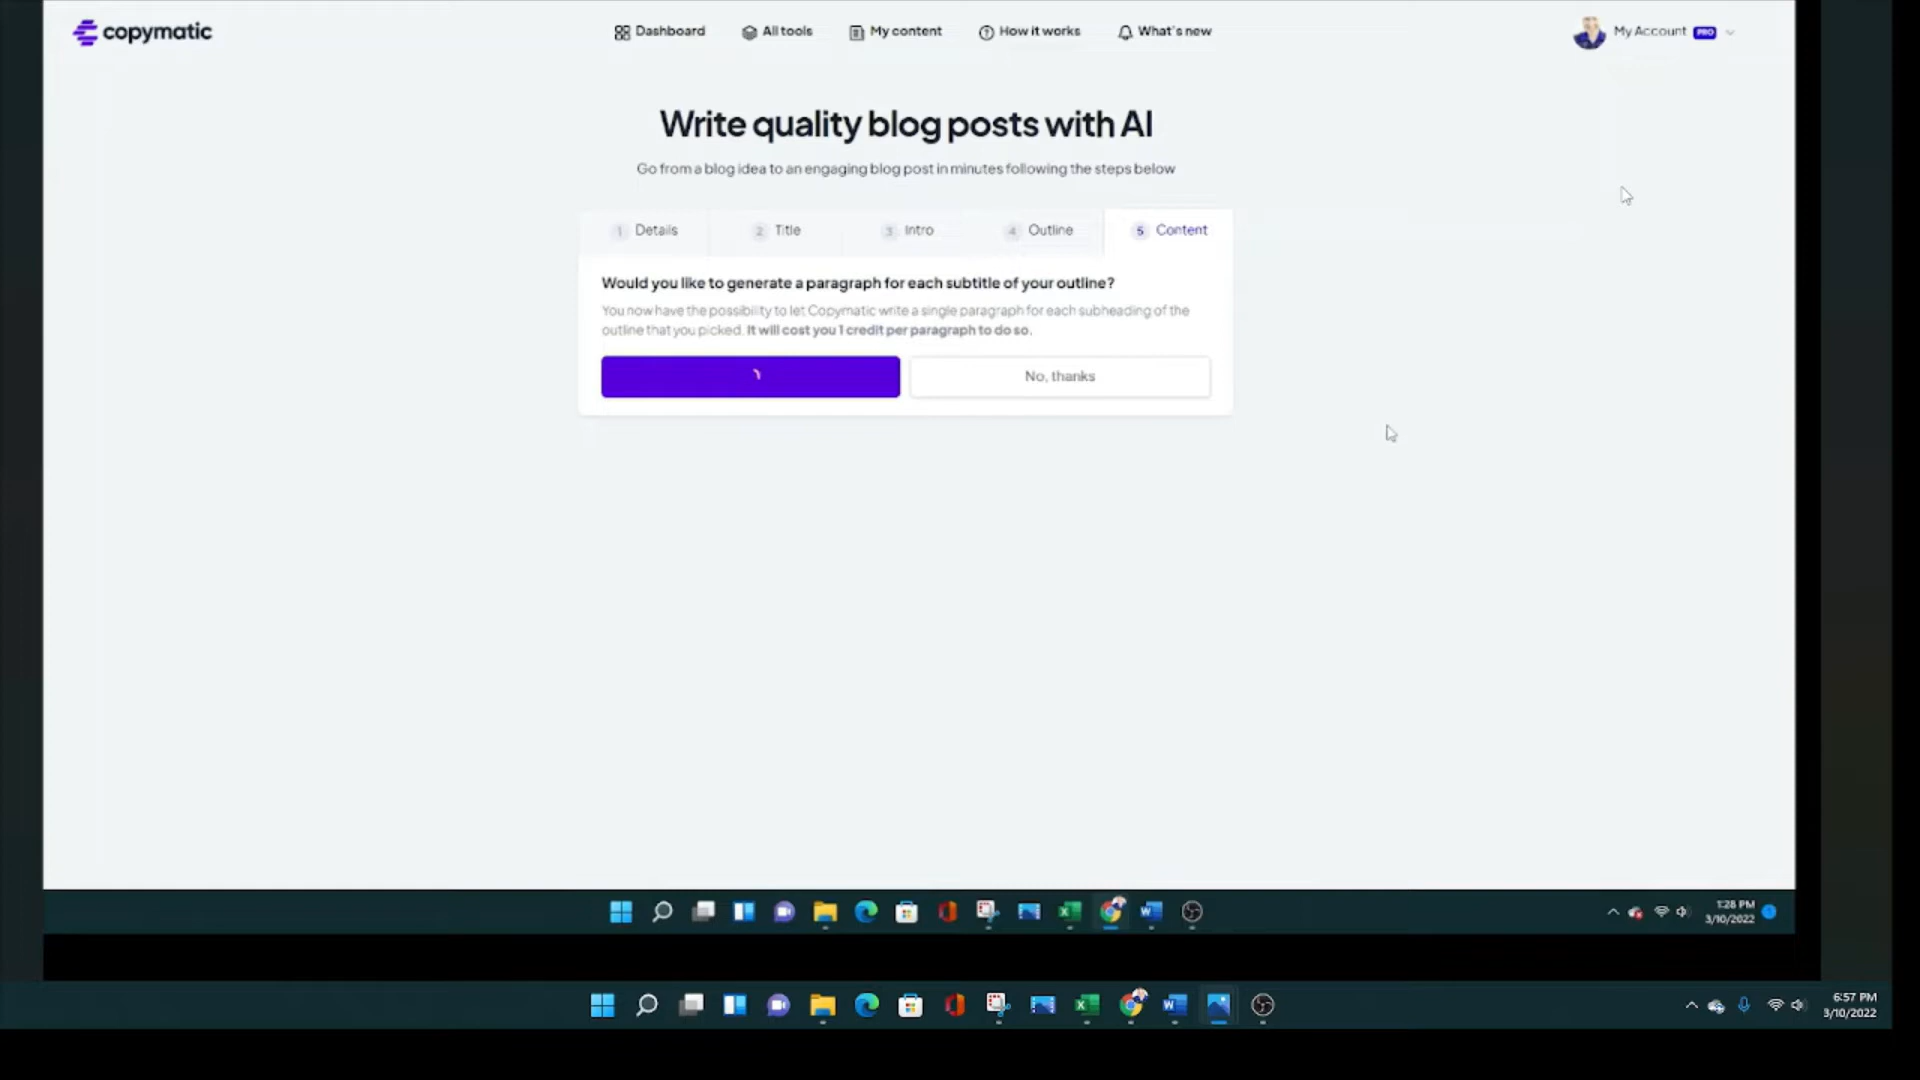 copymatic
Dashboard
All tools
My content
How it works
What's new
My Account PRO
Write quality blog posts with AI
Go from a blog idea to an engaging blog post in minutes following the steps below
1 Details
2 Title
3 Intro
4 Outline
5 Content
Would you like to generate a paragraph for each subtitle of your outline?
You now have the possibility to let Copymatic write a single paragraph for each subheading of the
outline that you picked. It will cost you 1 credit per paragraph to do so.
No, thanks
1:28 PM
3/10/2022
6:57 PM
3/10/2022